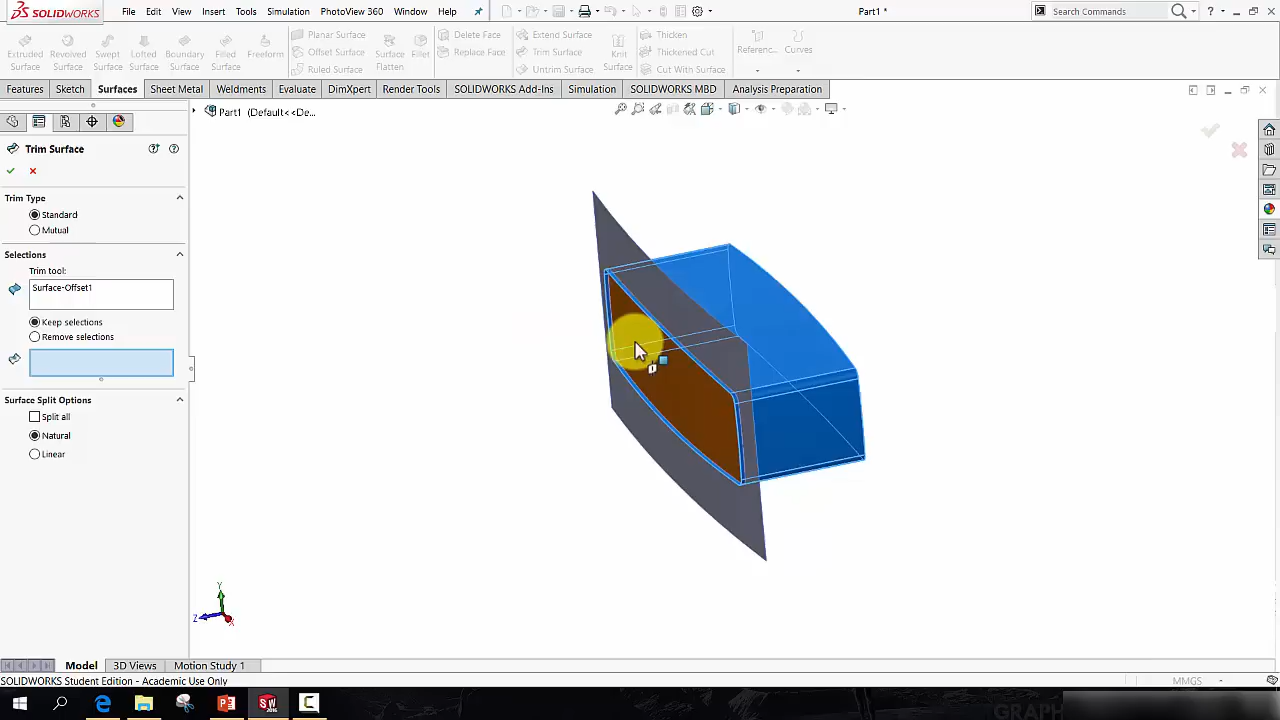 SOLIDWORKS File Edit View Insert Tools Simulation PhotoView 360 Window Help Part1 * Search Commands ?
Extruded Surface Revolved Surface Swept Surface Lofted Surface Boundary Surface Filled Surface Freeform
Planar Surface
Offset Surface
Ruled Surface
Surface Flatten Fillet
Delete Face
Replace Face
Extend Surface
Trim Surface
Untrim Surface
Knit Surface
Thicken
Thickened Cut
Cut With Surface
Referenc... Curves
Features Sketch Surfaces Sheet Metal Weldments Evaluate DimXpert Render Tools SOLIDWORKS Add-Ins Simulation SOLIDWORKS MBD Analysis Preparation
Part1 (Default<<De...
Trim Surface
Trim Type
Standard
Mutual
Selections
Trim tool:
Surface-Offset1
Keep selections
Remove selections
Surface Split Options
Split all
Natural
Linear
Y
Z
X
Model 3D Views Motion Study 1
SOLIDWORKS Student Edition - Academic Use Only MMGS
GRAPH